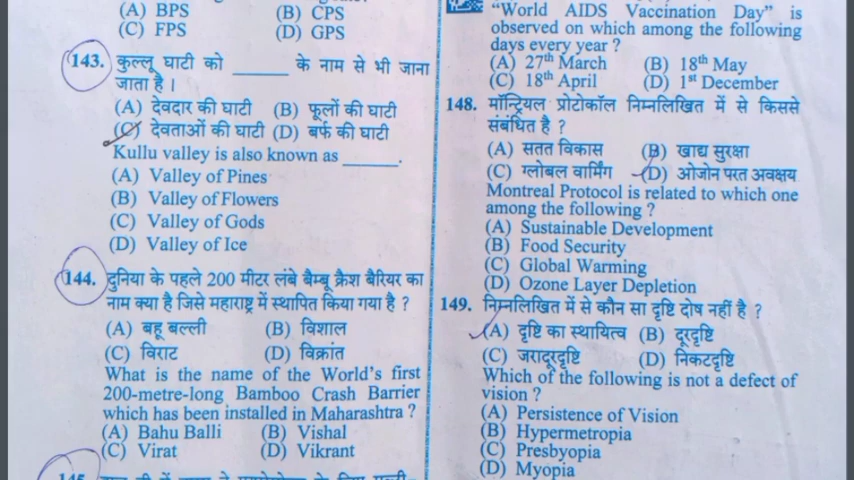 (A) BPS (B) CPS
(C) FPS (D) GPS
143. कुल्लू घाटी को ______ के नाम से भी जाना
जाता है ।
(A) देवदार की घाटी (B) फूलों की घाटी
(C) देवताओं की घाटी (D) बर्फ की घाटी
Kullu valley is also known as ______.
(A) Valley of Pines
(B) Valley of Flowers
(C) Valley of Gods
(D) Valley of Ice
144. दुनिया के पहले 200 मीटर लंबे बैम्बू क्रैश बैरियर का
नाम क्या है जिसे महाराष्ट्र में स्थापित किया गया है ?
(A) बहू बल्ली (B) विशाल
(C) विराट (D) विक्रांत
What is the name of the World's first
200-metre-long Bamboo Crash Barrier
which has been installed in Maharashtra ?
(A) Bahu Balli (B) Vishal
(C) Virat (D) Vikrant
145.
"World AIDS Vaccination Day" is
observed on which among the following
days every year ?
(A) 27th March (B) 18th May
(C) 18th April (D) 1st December
148. मॉन्ट्रियल प्रोटोकॉल निम्नलिखित में से किससे
संबंधित है ?
(A) सतत विकास (B) खाद्य सुरक्षा
(C) ग्लोबल वार्मिंग (D) ओजोन परत अवक्षय
Montreal Protocol is related to which one
among the following ?
(A) Sustainable Development
(B) Food Security
(C) Global Warming
(D) Ozone Layer Depletion
149. निम्नलिखित में से कौन सा दृष्टि दोष नहीं है ?
(A) दृष्टि का स्थायित्व (B) दूरदृष्टि
(C) जरादूरदृष्टि (D) निकटदृष्टि
Which of the following is not a defect of
vision ?
(A) Persistence of Vision
(B) Hypermetropia
(C) Presbyopia
(D) Myopia